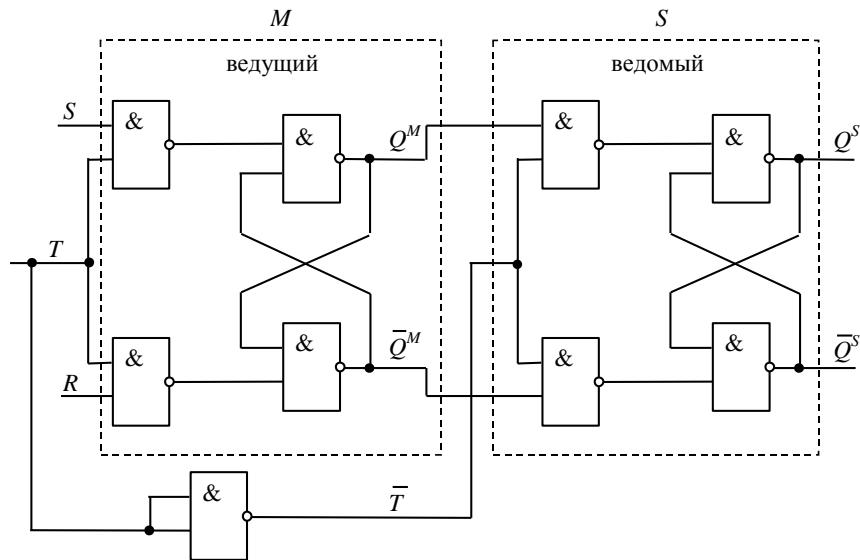 M S
ведущий ведомый
S & & Q^M & & Q^S
T
& & Q̅^M & & Q̅^S
R
& T̅